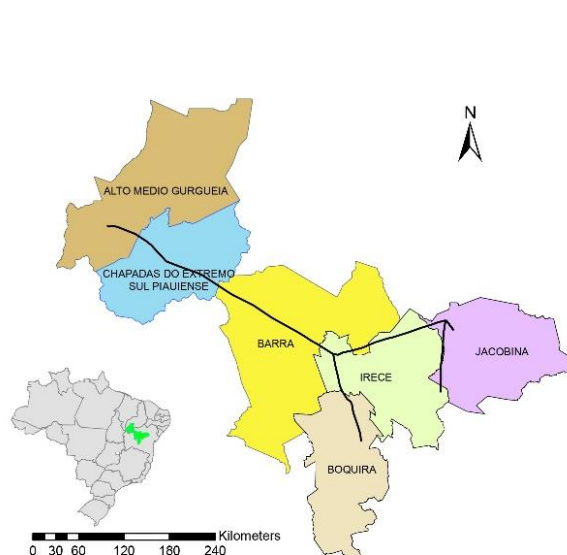 N
ALTO MEDIO GURGUEIA
CHAPADAS DO EXTREMO
SUL PIAUIENSE
BARRA
JACOBINA
IRECE
BOQUIRA
Kilometers
0 30 60 120 180 240